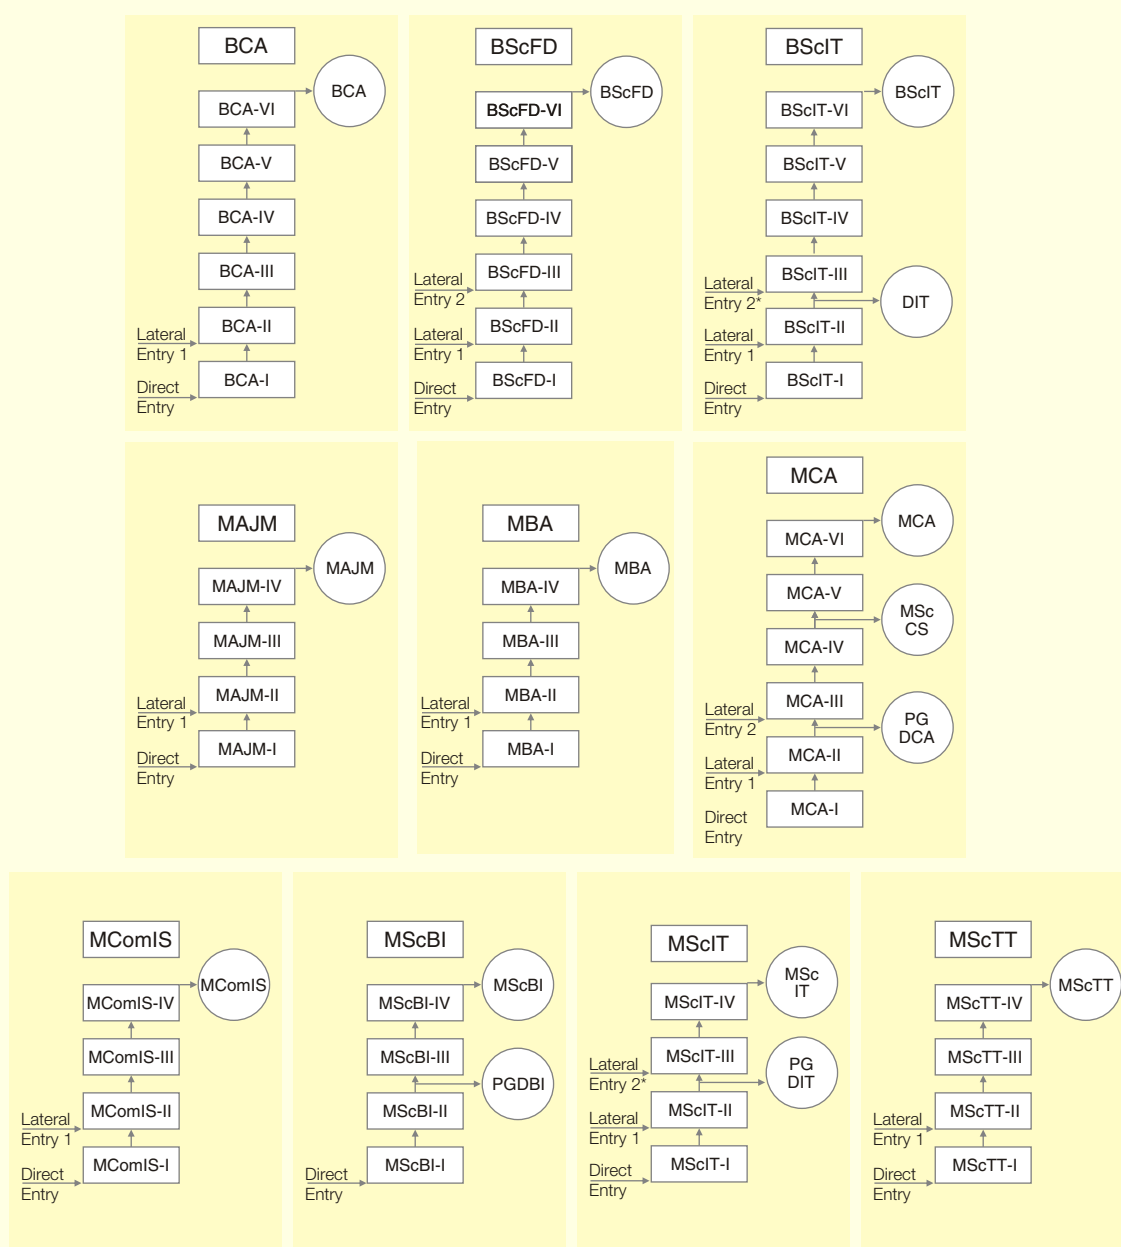 BCA
BCA
BCA-VI
BCA-V
BCA-IV
BCA-III
BCA-II
Lateral
Entry 1
BCA-I
Direct
Entry
BScFD
BScFD
BScFD-VI
BScFD-V
BScFD-IV
BScFD-III
Lateral
Entry 2
BScFD-II
Lateral
Entry 1
BScFD-I
Direct
Entry
BScIT
BScIT
BScIT-VI
BScIT-V
BScIT-IV
BScIT-III
Lateral
Entry 2*
DIT
BScIT-II
Lateral
Entry 1
BScIT-I
Direct
Entry
MAJM
MAJM
MAJM-IV
MAJM-III
MAJM-II
Lateral
Entry 1
MAJM-I
Direct
Entry
MBA
MBA
MBA-IV
MBA-III
MBA-II
Lateral
Entry 1
MBA-I
Direct
Entry
MCA
MCA
MCA-VI
MCA-V
MSc
CS
MCA-IV
MCA-III
Lateral
Entry 2
PG
DCA
MCA-II
Lateral
Entry 1
MCA-I
Direct
Entry
MComIS
MComIS
MComIS-IV
MComIS-III
MComIS-II
Lateral
Entry 1
MComIS-I
Direct
Entry
MScBI
MScBI
MScBI-IV
MScBI-III
PGDBI
MScBI-II
MScBI-I
Direct
Entry
MScIT
MSc
IT
MScIT-IV
MScIT-III
Lateral
Entry 2*
PG
DIT
MScIT-II
Lateral
Entry 1
MScIT-I
Direct
Entry
MScTT
MScTT
MScTT-IV
MScTT-III
MScTT-II
Lateral
Entry 1
MScTT-I
Direct
Entry